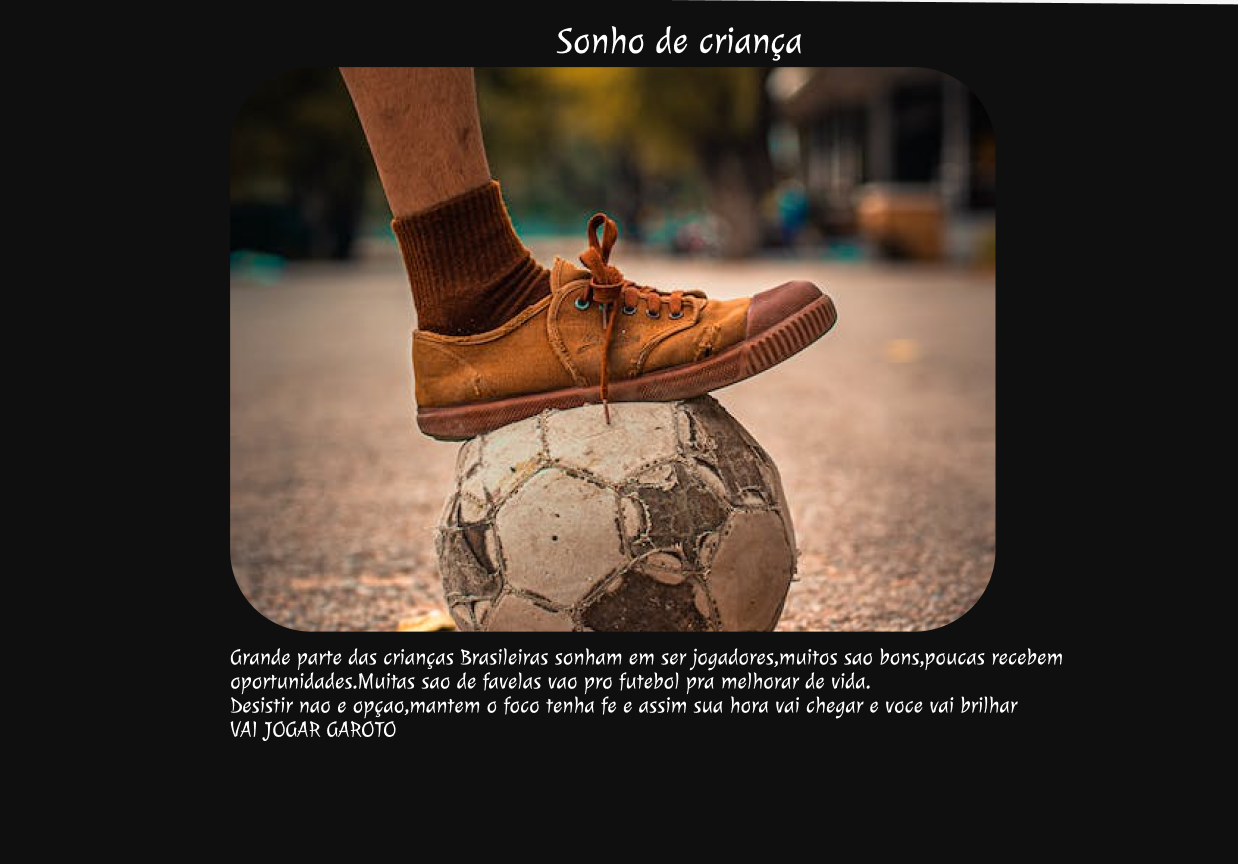 Sonho de criança
Grande parte das crianças Brasileiras sonham em ser jogadores,muitos sao bons,poucas recebem
oportunidades.Muitas sao de favelas vao pro futebol pra melhorar de vida.
Desistir nao e opçao,mantem o foco tenha fe e assim sua hora vai chegar e voce vai brilhar
VAI JOGAR GAROTO